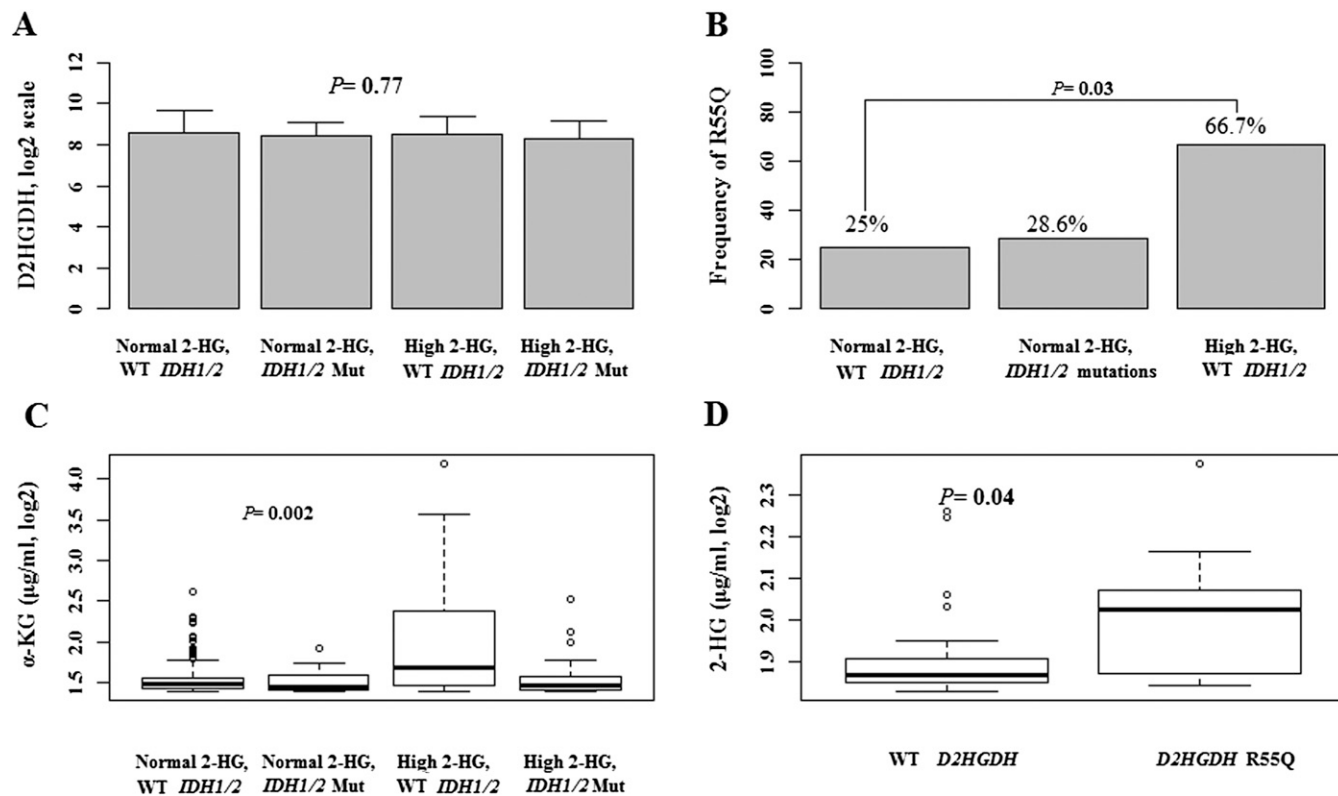 A
D2HGDH, log2 scale
0
2
4
6
8
10
12
P= 0.77
Normal 2-HG,
WT IDH1/2
Normal 2-HG,
IDH1/2 Mut
High 2-HG,
WT IDH1/2
High 2-HG,
IDH1/2 Mut
B
Frequency of R55Q
0
20
40
60
80
100
P= 0.03
25%
28.6%
66.7%
Normal 2-HG,
WT IDH1/2
Normal 2-HG,
IDH1/2 mutations
High 2-HG,
WT IDH1/2
C
α-KG (µg/ml, log2)
1.5
2.0
2.5
3.0
3.5
4.0
P= 0.002
Normal 2-HG,
WT IDH1/2
Normal 2-HG,
IDH1/2 Mut
High 2-HG,
WT IDH1/2
High 2-HG,
IDH1/2 Mut
D
2-HG (µg/ml, log2)
1.9
2.0
2.1
2.2
2.3
P= 0.04
WT D2HGDH
D2HGDH R55Q